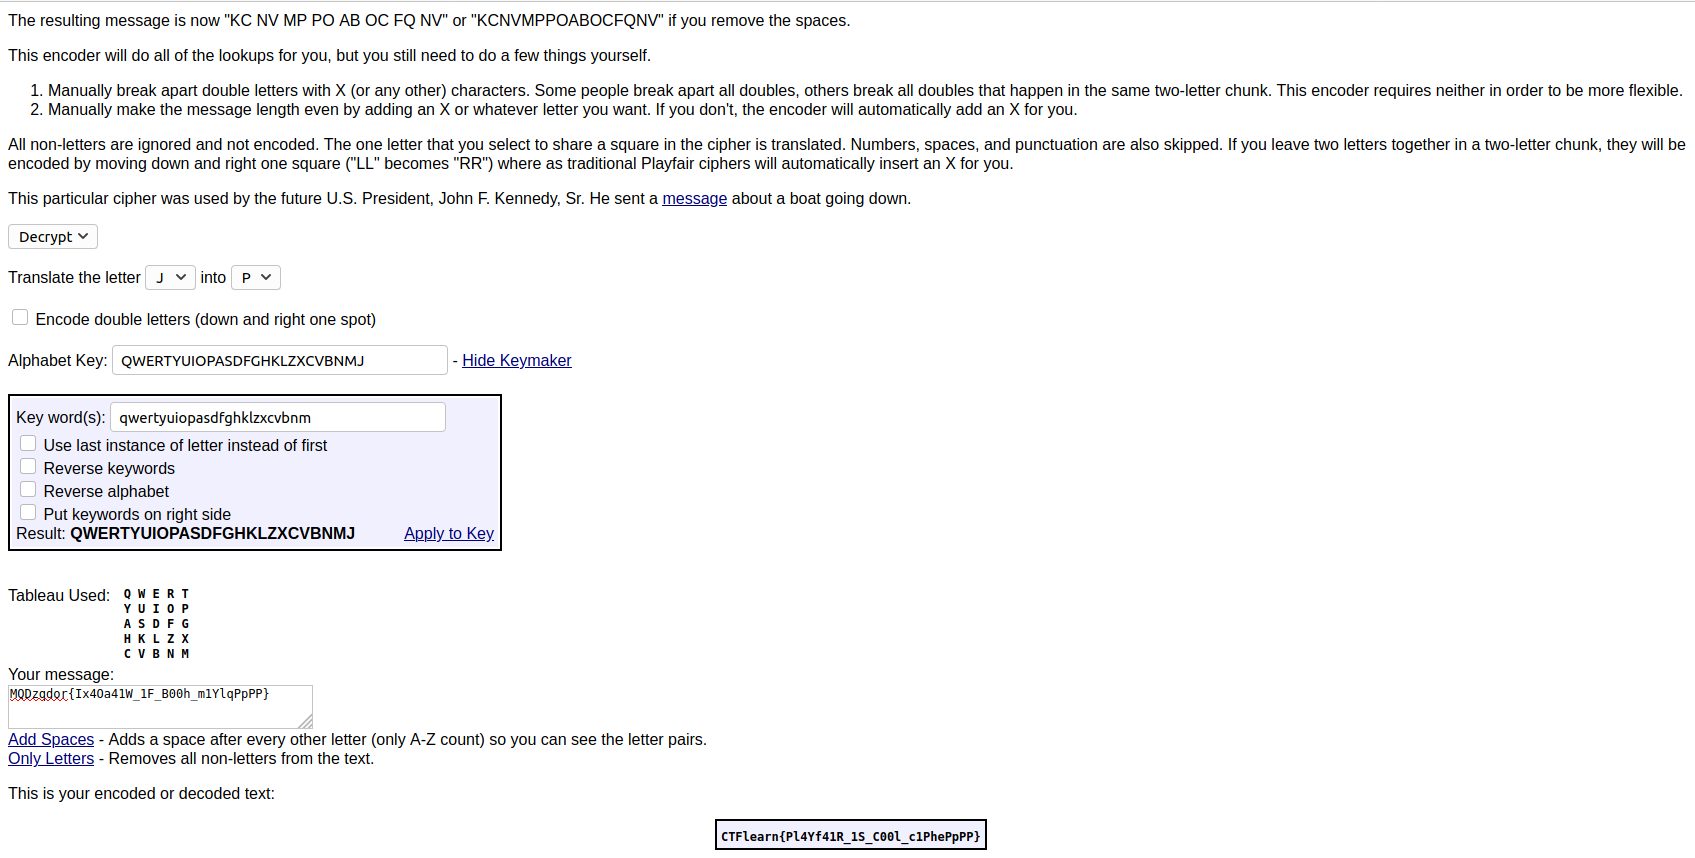 The resulting message is now "KC NV MP PO AB OC FQ NV" or "KCNVMPPOABOCFQNV" if you remove the spaces.
This encoder will do all of the lookups for you, but you still need to do a few things yourself.
1. Manually break apart double letters with X (or any other) characters. Some people break apart all doubles, others break all doubles that happen in the same two-letter chunk. This encoder requires neither in order to be more flexible.
2. Manually make the message length even by adding an X or whatever letter you want. If you don't, the encoder will automatically add an X for you.
All non-letters are ignored and not encoded. The one letter that you select to share a square in the cipher is translated. Numbers, spaces, and punctuation are also skipped. If you leave two letters together in a two-letter chunk, they will be
encoded by moving down and right one square ("LL" becomes "RR") where as traditional Playfair ciphers will automatically insert an X for you.
This particular cipher was used by the future U.S. President, John F. Kennedy, Sr. He sent a message about a boat going down.
Decrypt
Translate the letter J into P
Encode double letters (down and right one spot)
Alphabet Key: QWERTYUIOPASDFGHKLZXCVBNMJ - Hide Keymaker
Key word(s): qwertyuiopasdfghklzxcvbnm
Use last instance of letter instead of first
Reverse keywords
Reverse alphabet
Put keywords on right side
Result: QWERTYUIOPASDFGHKLZXCVBNMJ Apply to Key
Tableau Used: Q W E R T
Y U I O P
A S D F G
H K L Z X
C V B N M
Your message:
MQDzqdor{Ix4Oa41W_1F_B00h_m1YlqPpPP}
Add Spaces - Adds a space after every other letter (only A-Z count) so you can see the letter pairs.
Only Letters - Removes all non-letters from the text.
This is your encoded or decoded text:
CTFlearn{Pl4Yf41R_1S_C00l_c1PhePpPP}